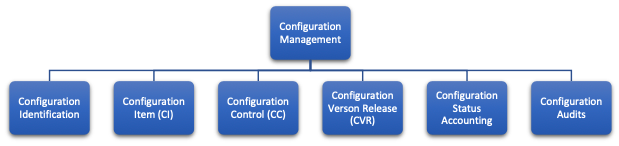 Configuration
Management
Configuration
Identification
Configuration
Item (CI)
Configuration
Control (CC)
Configuration
Verson Release
(CVR)
Configuration
Status
Accounting
Configuration
Audits